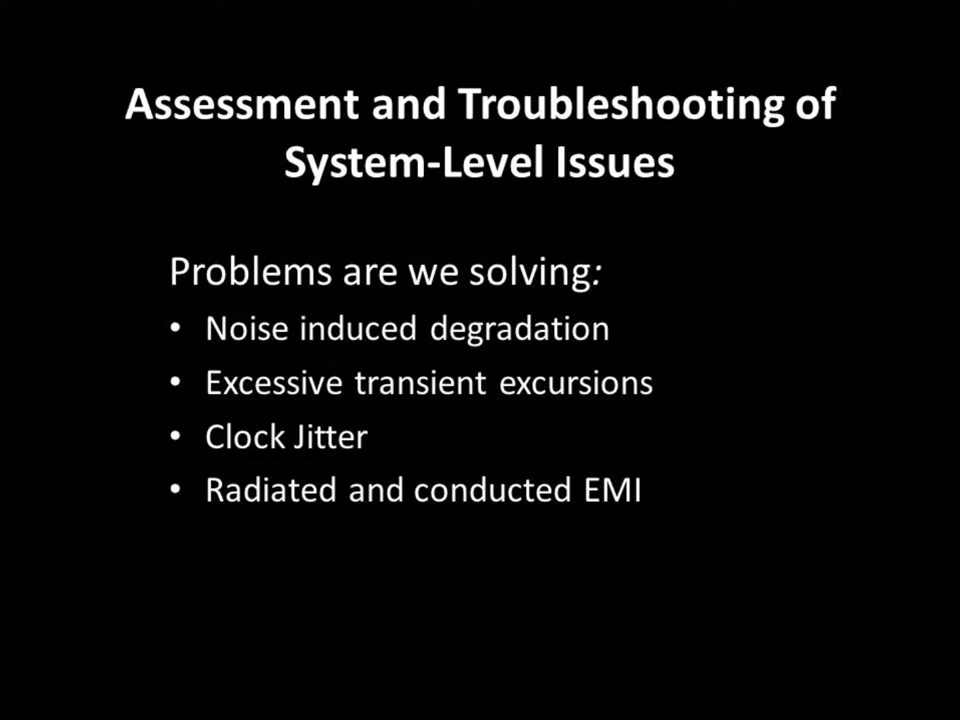 Assessment and Troubleshooting of
System-Level Issues
Problems are we solving:
• Noise induced degradation
• Excessive transient excursions
• Clock Jitter
• Radiated and conducted EMI